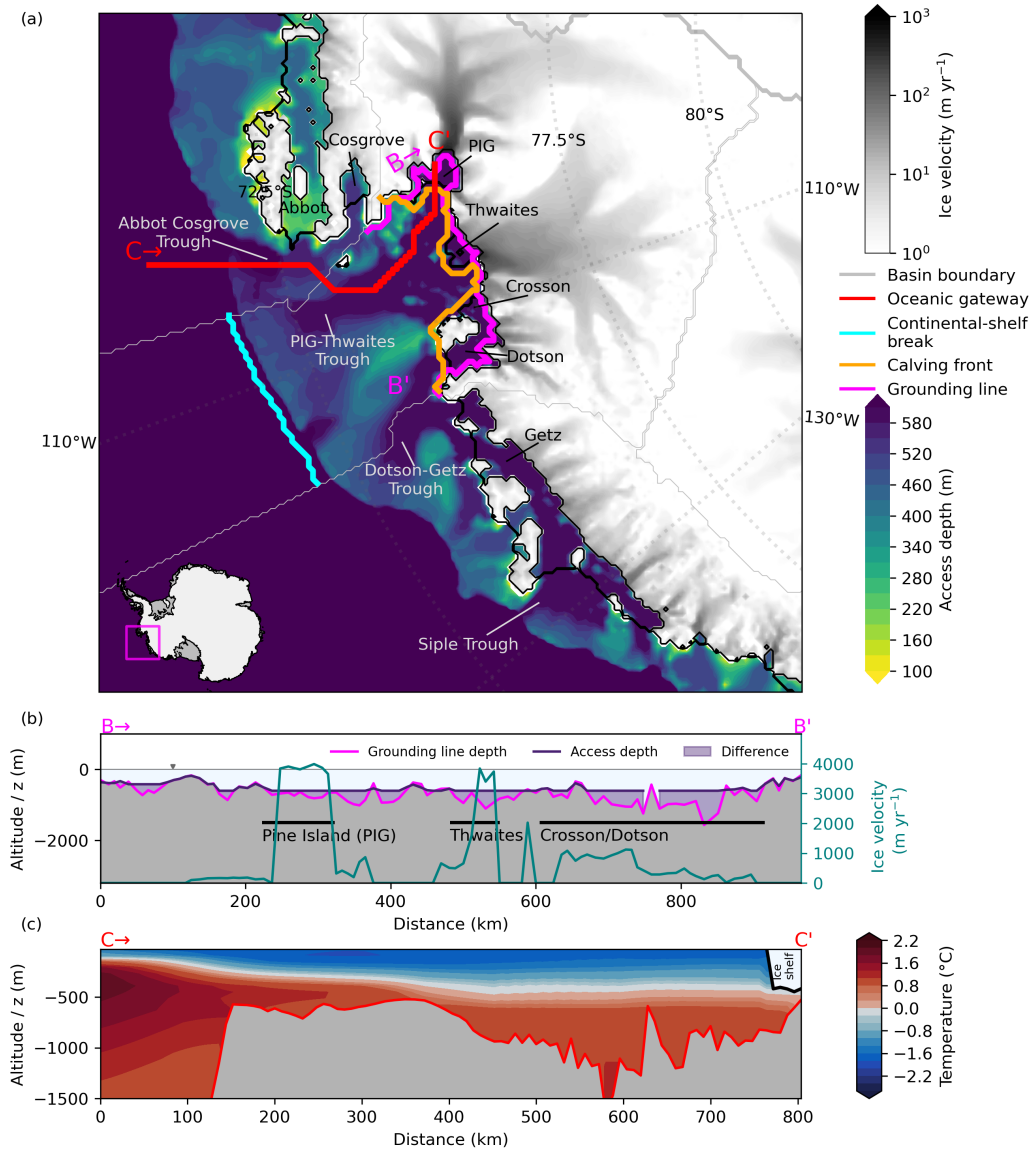 (a)
10³
10²
10¹
10⁰
Ice velocity (m yr⁻¹)
80°S
77.5°S
72.5°S
110°W
130°W
110°W
Cosgrove
B→
C'
PIG
Abbot
Thwaites
Abbot Cosgrove
Trough
C→
Crosson
PIG-Thwaites
Trough
Dotson
B'
Getz
Dotson-Getz
Trough
Siple Trough
Basin boundary
Oceanic gateway
Continental-shelf
break
Calving front
Grounding line
580
520
460
400
340
280
220
160
100
Access depth (m)
(b)
B→
B'
Grounding line depth
Access depth
Difference
0
−2000
Altitude / z (m)
4000
3000
2000
1000
0
Ice velocity
(m yr⁻¹)
Pine Island (PIG)
Thwaites
Crosson/Dotson
0
200
400
600
800
Distance (km)
(c)
C→
C'
Ice
shelf
−500
−1000
−1500
Altitude / z (m)
0
100
200
300
400
500
600
700
800
Distance (km)
2.2
1.6
0.8
0.0
−0.8
−1.6
−2.2
Temperature (°C)